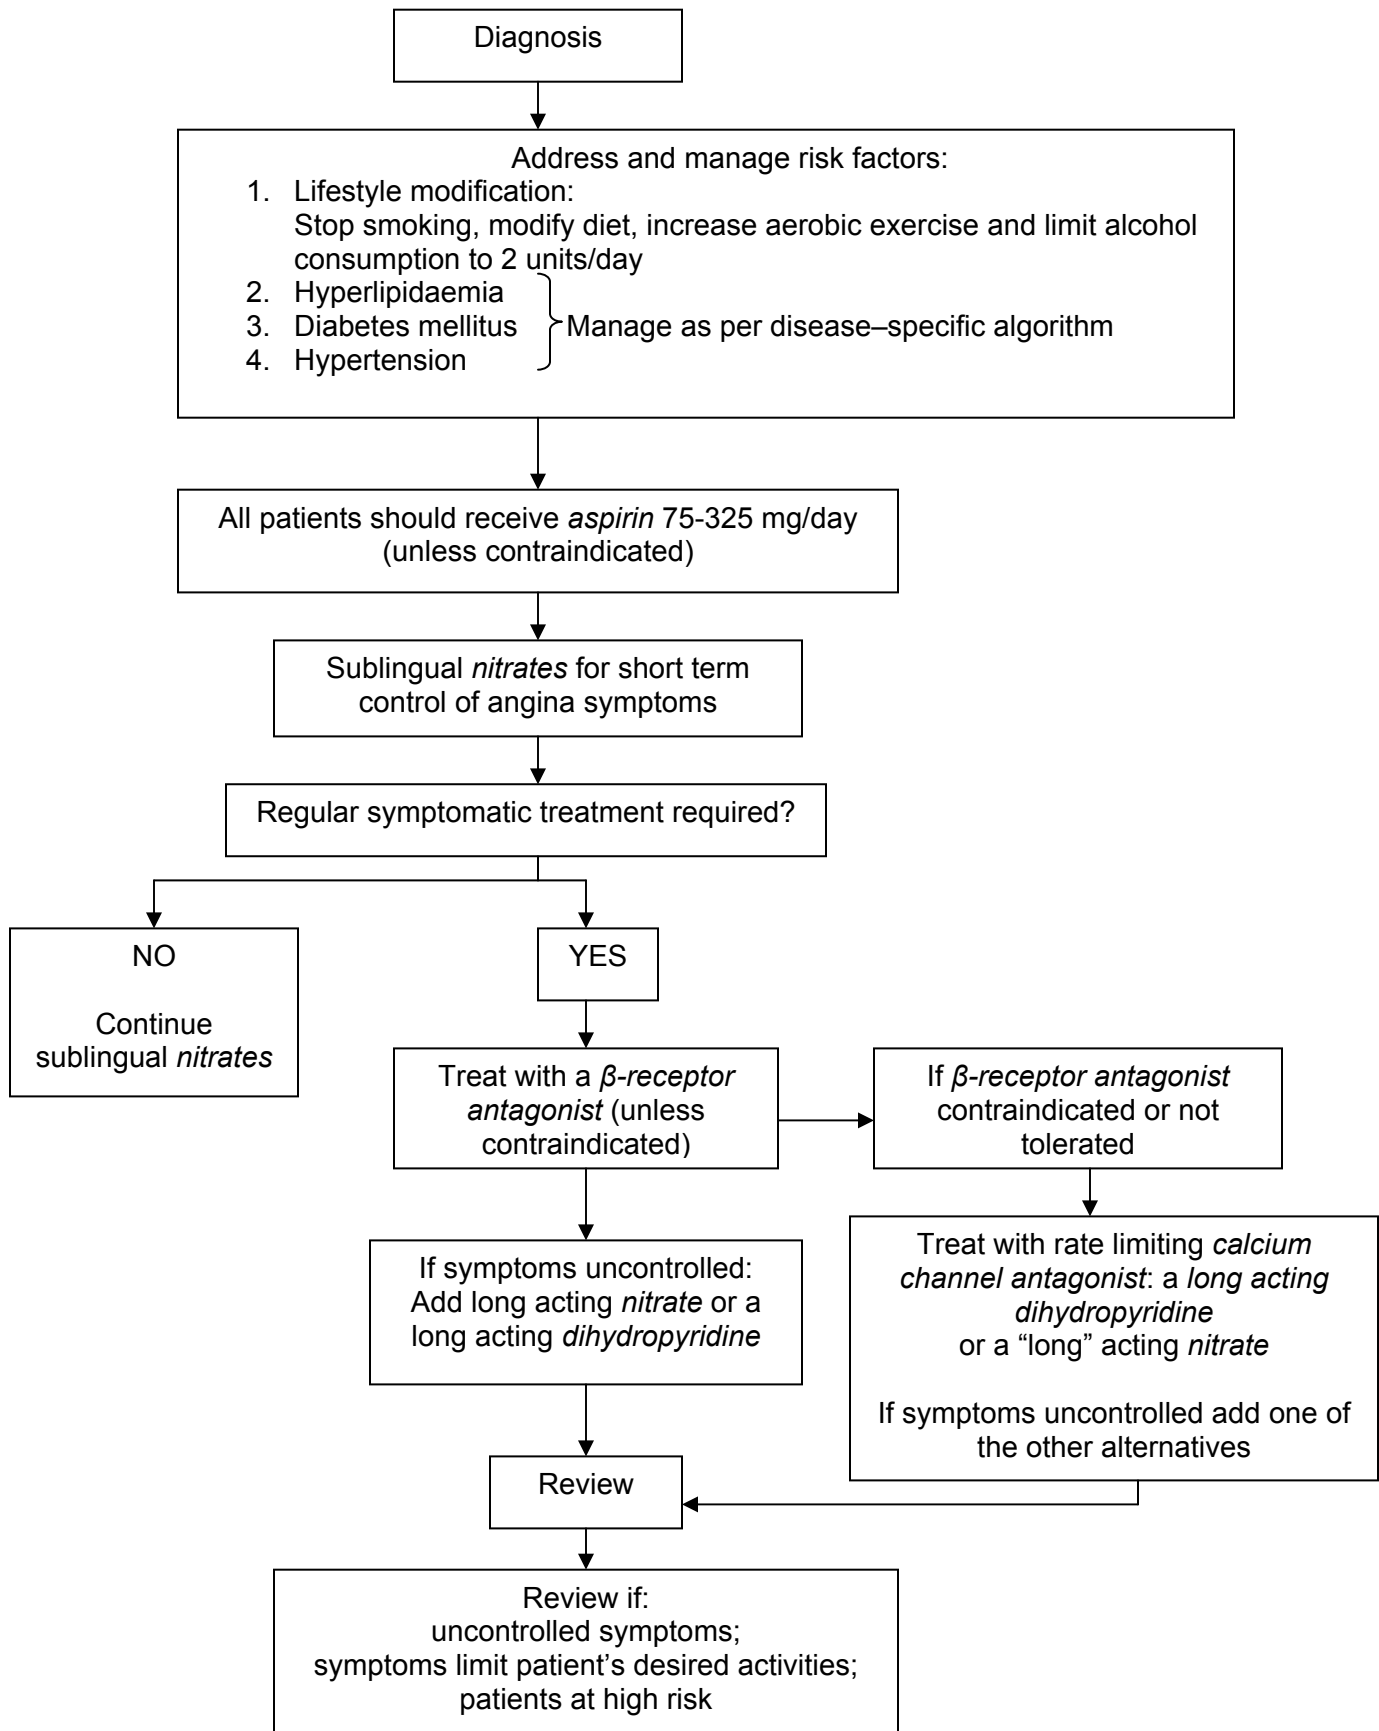 Diagnosis
Address and manage risk factors:
1. Lifestyle modification:
Stop smoking, modify diet, increase aerobic exercise and limit alcohol
consumption to 2 units/day
2. Hyperlipidaemia
3. Diabetes mellitus
4. Hypertension
Manage as per disease–specific algorithm
All patients should receive aspirin 75-325 mg/day
(unless contraindicated)
Sublingual nitrates for short term
control of angina symptoms
Regular symptomatic treatment required?
NO
Continue
sublingual nitrates
YES
Treat with a β-receptor
antagonist (unless
contraindicated)
If β-receptor antagonist
contraindicated or not
tolerated
If symptoms uncontrolled:
Add long acting nitrate or a
long acting dihydropyridine
Treat with rate limiting calcium
channel antagonist: a long acting
dihydropyridine
or a “long” acting nitrate
If symptoms uncontrolled add one of
the other alternatives
Review
Review if:
uncontrolled symptoms;
symptoms limit patient’s desired activities;
patients at high risk